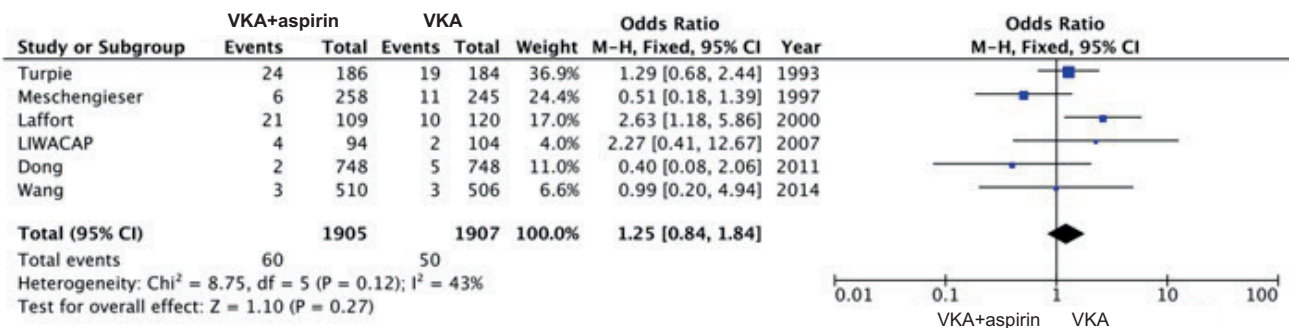 VKA+aspirin VKA Odds Ratio Odds Ratio
Study or Subgroup Events Total Events Total Weight M-H, Fixed, 95% CI Year M-H, Fixed, 95% CI
Turpie 24 186 19 184 36.9% 1.29 [0.68, 2.44] 1993
Meschengieser 6 258 11 245 24.4% 0.51 [0.18, 1.39] 1997
Laffort 21 109 10 120 17.0% 2.63 [1.18, 5.86] 2000
LIWACAP 4 94 2 104 4.0% 2.27 [0.41, 12.67] 2007
Dong 2 748 5 748 11.0% 0.40 [0.08, 2.06] 2011
Wang 3 510 3 506 6.6% 0.99 [0.20, 4.94] 2014
Total (95% CI) 1905 1907 100.0% 1.25 [0.84, 1.84]
Total events 60 50
Heterogeneity: Chi² = 8.75, df = 5 (P = 0.12); I² = 43%
Test for overall effect: Z = 1.10 (P = 0.27)
0.01 0.1 1 10 100
VKA+aspirin VKA